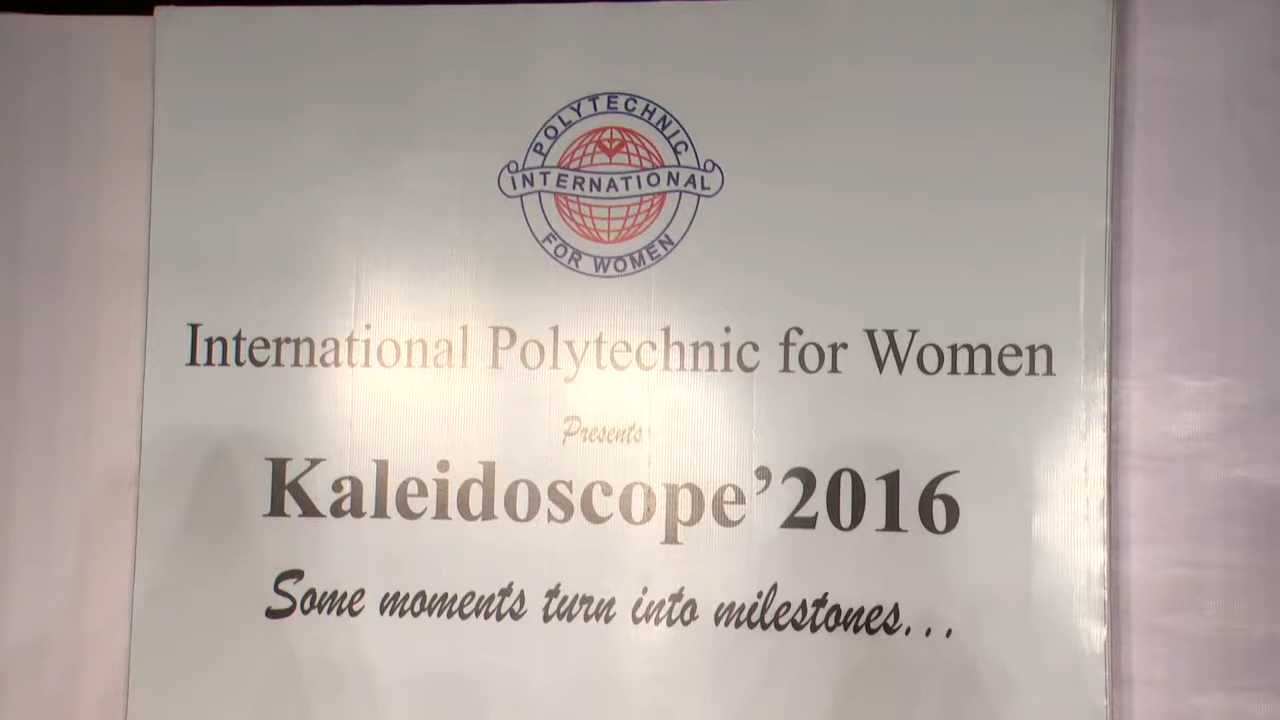 POLYTECHNIC
INTERNATIONAL
FOR WOMEN
International Polytechnic for Women
Presents
Kaleidoscope’2016
Some moments turn into milestones...